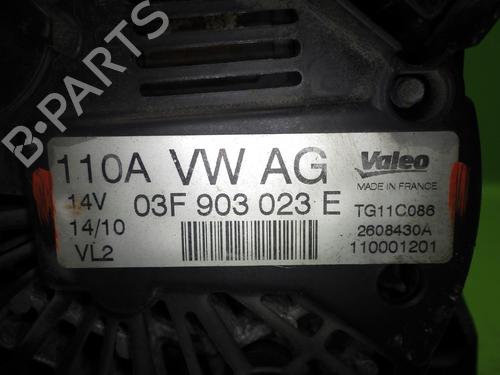 B-PARTS
110A VW AG
Valeo
MADE IN FRANCE
14V 03F 903 023 E
TG11C086
14/10
2608430A
VL2
110001201